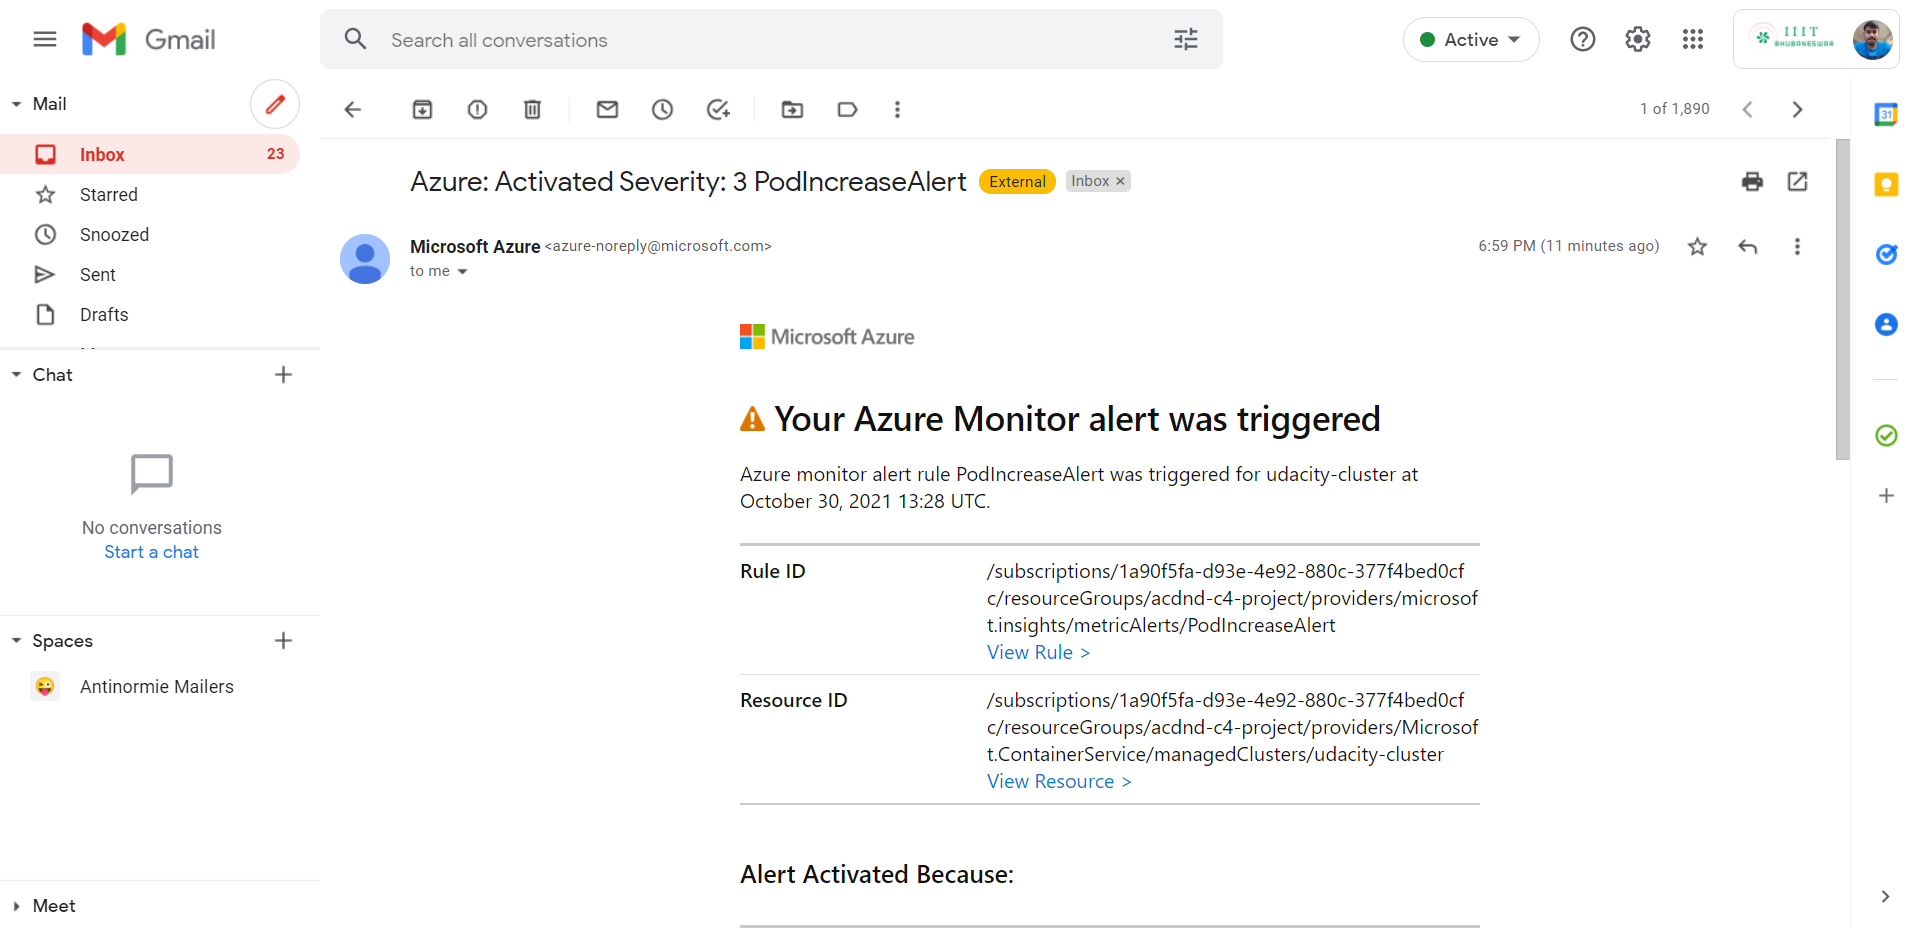 Gmail
Search all conversations
Active
IIIT
BHUBANESWAR
Mail
1 of 1,890
31
Inbox 23
Starred
Snoozed
Sent
Drafts
Azure: Activated Severity: 3 PodIncreaseAlert External Inbox ×
Microsoft Azure <azure-noreply@microsoft.com> 6:59 PM (11 minutes ago)
to me
Chat
No conversations
Start a chat
Spaces
Antinormie Mailers
Meet
Microsoft Azure
Your Azure Monitor alert was triggered
Azure monitor alert rule PodIncreaseAlert was triggered for udacity-cluster at
October 30, 2021 13:28 UTC.
Rule ID /subscriptions/1a90f5fa-d93e-4e92-880c-377f4bed0cf
c/resourceGroups/acdnd-c4-project/providers/microsof
t.insights/metricAlerts/PodIncreaseAlert
View Rule >
Resource ID /subscriptions/1a90f5fa-d93e-4e92-880c-377f4bed0cf
c/resourceGroups/acdnd-c4-project/providers/Microsof
t.ContainerService/managedClusters/udacity-cluster
View Resource >
Alert Activated Because: